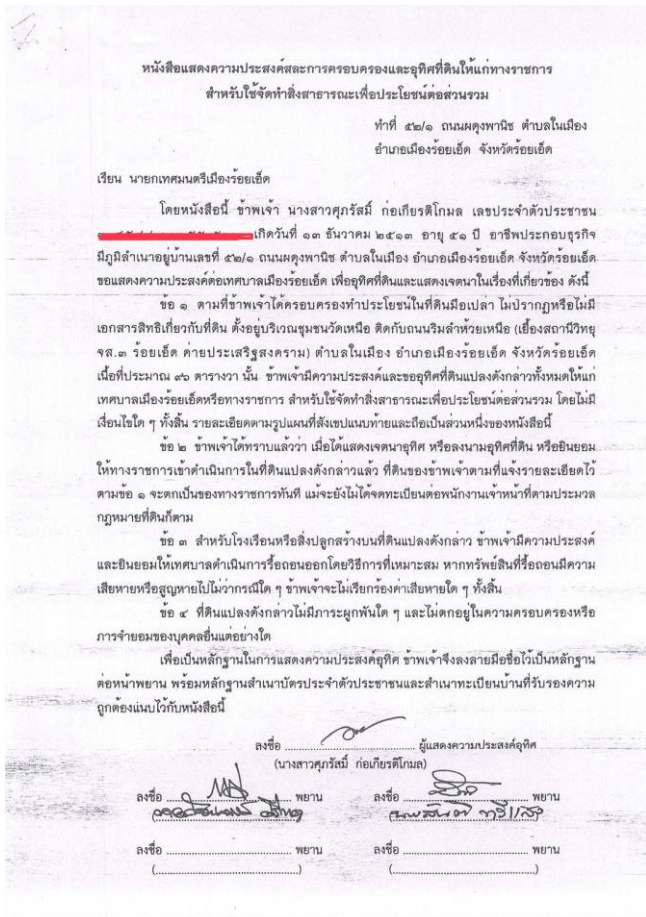 หนังสือแสดงความประสงค์สละการครอบครองและอุทิศที่ดินให้แก่ทางราชการ
สำหรับใช้จัดทำสิ่งสาธารณะเพื่อประโยชน์ต่อส่วนรวม
ทำที่ ๕๒/๑ ถนนผดุงพานิช ตำบลในเมือง
อำเภอเมืองร้อยเอ็ด จังหวัดร้อยเอ็ด
เรียน นายกเทศมนตรีเมืองร้อยเอ็ด
โดยหนังสือนี้ ข้าพเจ้า นางสาวศุภรัสมิ์ ก่อเกียรติโกมล เลขประจำตัวประชาชน
เกิดวันที่ ๑๓ ธันวาคม ๒๕๑๓ อายุ ๕๑ ปี อาชีพประกอบธุรกิจ
มีภูมิลำเนาอยู่บ้านเลขที่ ๕๒/๑ ถนนผดุงพานิช ตำบลในเมือง อำเภอเมืองร้อยเอ็ด จังหวัดร้อยเอ็ด
ขอแสดงความประสงค์ต่อเทศบาลเมืองร้อยเอ็ด เพื่ออุทิศที่ดินและแสดงเจตนาในเรื่องที่เกี่ยวข้อง ดังนี้
ข้อ ๑ ตามที่ข้าพเจ้าได้ครอบครองทำประโยชน์ในที่ดินมือเปล่า ไม่ปรากฏหรือไม่มี
เอกสารสิทธิเกี่ยวกับที่ดิน ตั้งอยู่บริเวณชุมชนวัดเหนือ ติดกับถนนริมลำห้วยเหนือ (เยื้องสถานีวิทยุ
จส.๓ ร้อยเอ็ด ค่ายประเสริฐสงคราม) ตำบลในเมือง อำเภอเมืองร้อยเอ็ด จังหวัดร้อยเอ็ด
เนื้อที่ประมาณ ๙๖ ตารางวา นั้น ข้าพเจ้ามีความประสงค์และขออุทิศที่ดินแปลงดังกล่าวทั้งหมดให้แก่
เทศบาลเมืองร้อยเอ็ดหรือทางราชการ สำหรับใช้จัดทำสิ่งสาธารณะเพื่อประโยชน์ต่อส่วนรวม โดยไม่มี
เงื่อนไขใด ๆ ทั้งสิ้น รายละเอียดตามรูปแผนที่สังเขปแนบท้ายและถือเป็นส่วนหนึ่งของหนังสือนี้
ข้อ ๒ ข้าพเจ้าได้ทราบแล้วว่า เมื่อได้แสดงเจตนาอุทิศ หรือลงนามอุทิศที่ดิน หรือยินยอม
ให้ทางราชการเข้าดำเนินการในที่ดินแปลงดังกล่าวแล้ว ที่ดินของข้าพเจ้าตามที่แจ้งรายละเอียดไว้
ตามข้อ ๑ จะตกเป็นของทางราชการทันที แม้จะยังไม่ได้จดทะเบียนต่อพนักงานเจ้าหน้าที่ตามประมวล
กฎหมายที่ดินก็ตาม
ข้อ ๓ สำหรับโรงเรือนหรือสิ่งปลูกสร้างบนที่ดินแปลงดังกล่าว ข้าพเจ้ามีความประสงค์
และยินยอมให้เทศบาลดำเนินการรื้อถอนออกโดยวิธีการที่เหมาะสม หากทรัพย์สินที่รื้อถอนมีความ
เสียหายหรือสูญหายไปไม่ว่ากรณีใด ๆ ข้าพเจ้าจะไม่เรียกร้องค่าเสียหายใด ๆ ทั้งสิ้น
ข้อ ๔ ที่ดินแปลงดังกล่าวไม่มีภาระผูกพันใด ๆ และไม่ตกอยู่ในความครอบครองหรือ
ภารจำยอมของบุคคลอื่นแต่อย่างใด
เพื่อเป็นหลักฐานในการแสดงความประสงค์อุทิศ ข้าพเจ้าจึงลงลายมือชื่อไว้เป็นหลักฐาน
ต่อหน้าพยาน พร้อมหลักฐานสำเนาบัตรประจำตัวประชาชนและสำเนาทะเบียนบ้านที่รับรองความ
ถูกต้องแนบไว้กับหนังสือนี้
ลงชื่อ ........................ ผู้แสดงความประสงค์อุทิศ
(นางสาวศุภรัสมิ์ ก่อเกียรติโกมล)
ลงชื่อ ........................ พยาน ลงชื่อ ........................ พยาน
ลงชื่อ ........................ พยาน ลงชื่อ ........................ พยาน
(........................) (........................)